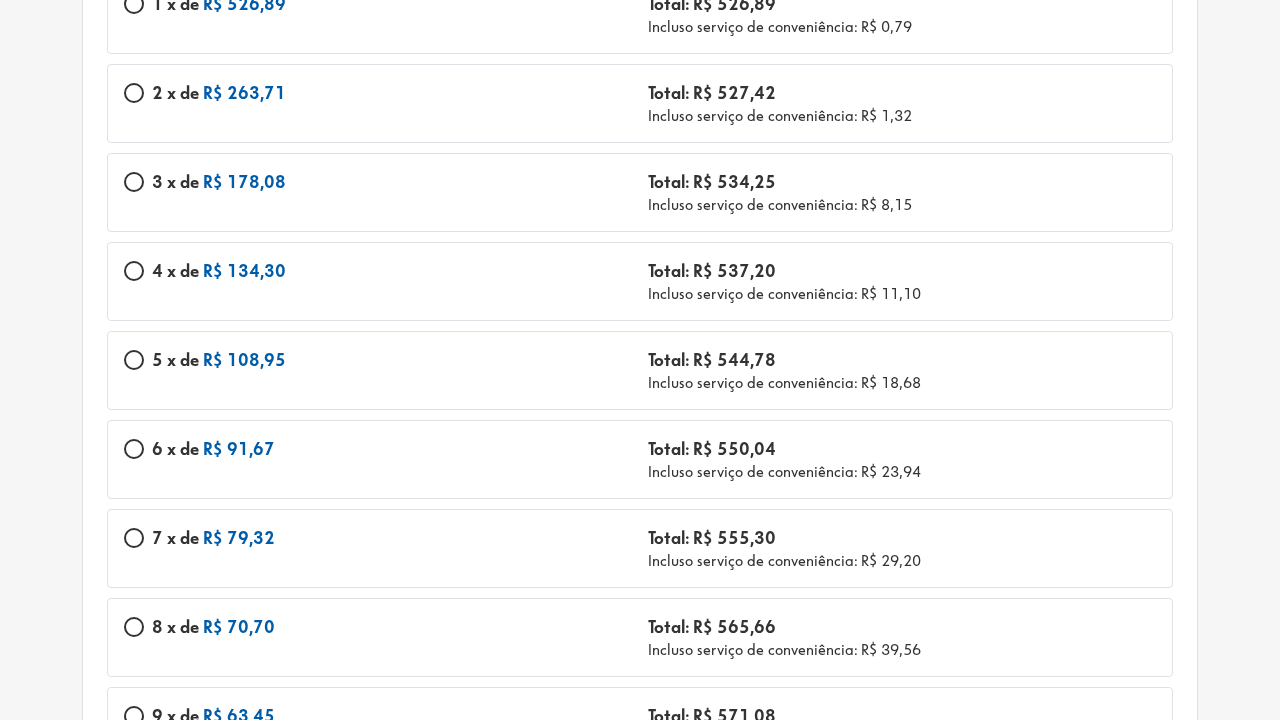 1 x de R$ 526,89 Total: R$ 526,89
Incluso serviço de conveniência: R$ 0,79
2 x de R$ 263,71 Total: R$ 527,42
Incluso serviço de conveniência: R$ 1,32
3 x de R$ 178,08 Total: R$ 534,25
Incluso serviço de conveniência: R$ 8,15
4 x de R$ 134,30 Total: R$ 537,20
Incluso serviço de conveniência: R$ 11,10
5 x de R$ 108,95 Total: R$ 544,78
Incluso serviço de conveniência: R$ 18,68
6 x de R$ 91,67 Total: R$ 550,04
Incluso serviço de conveniência: R$ 23,94
7 x de R$ 79,32 Total: R$ 555,30
Incluso serviço de conveniência: R$ 29,20
8 x de R$ 70,70 Total: R$ 565,66
Incluso serviço de conveniência: R$ 39,56
9 x de R$ 63,45 Total: R$ 571,08